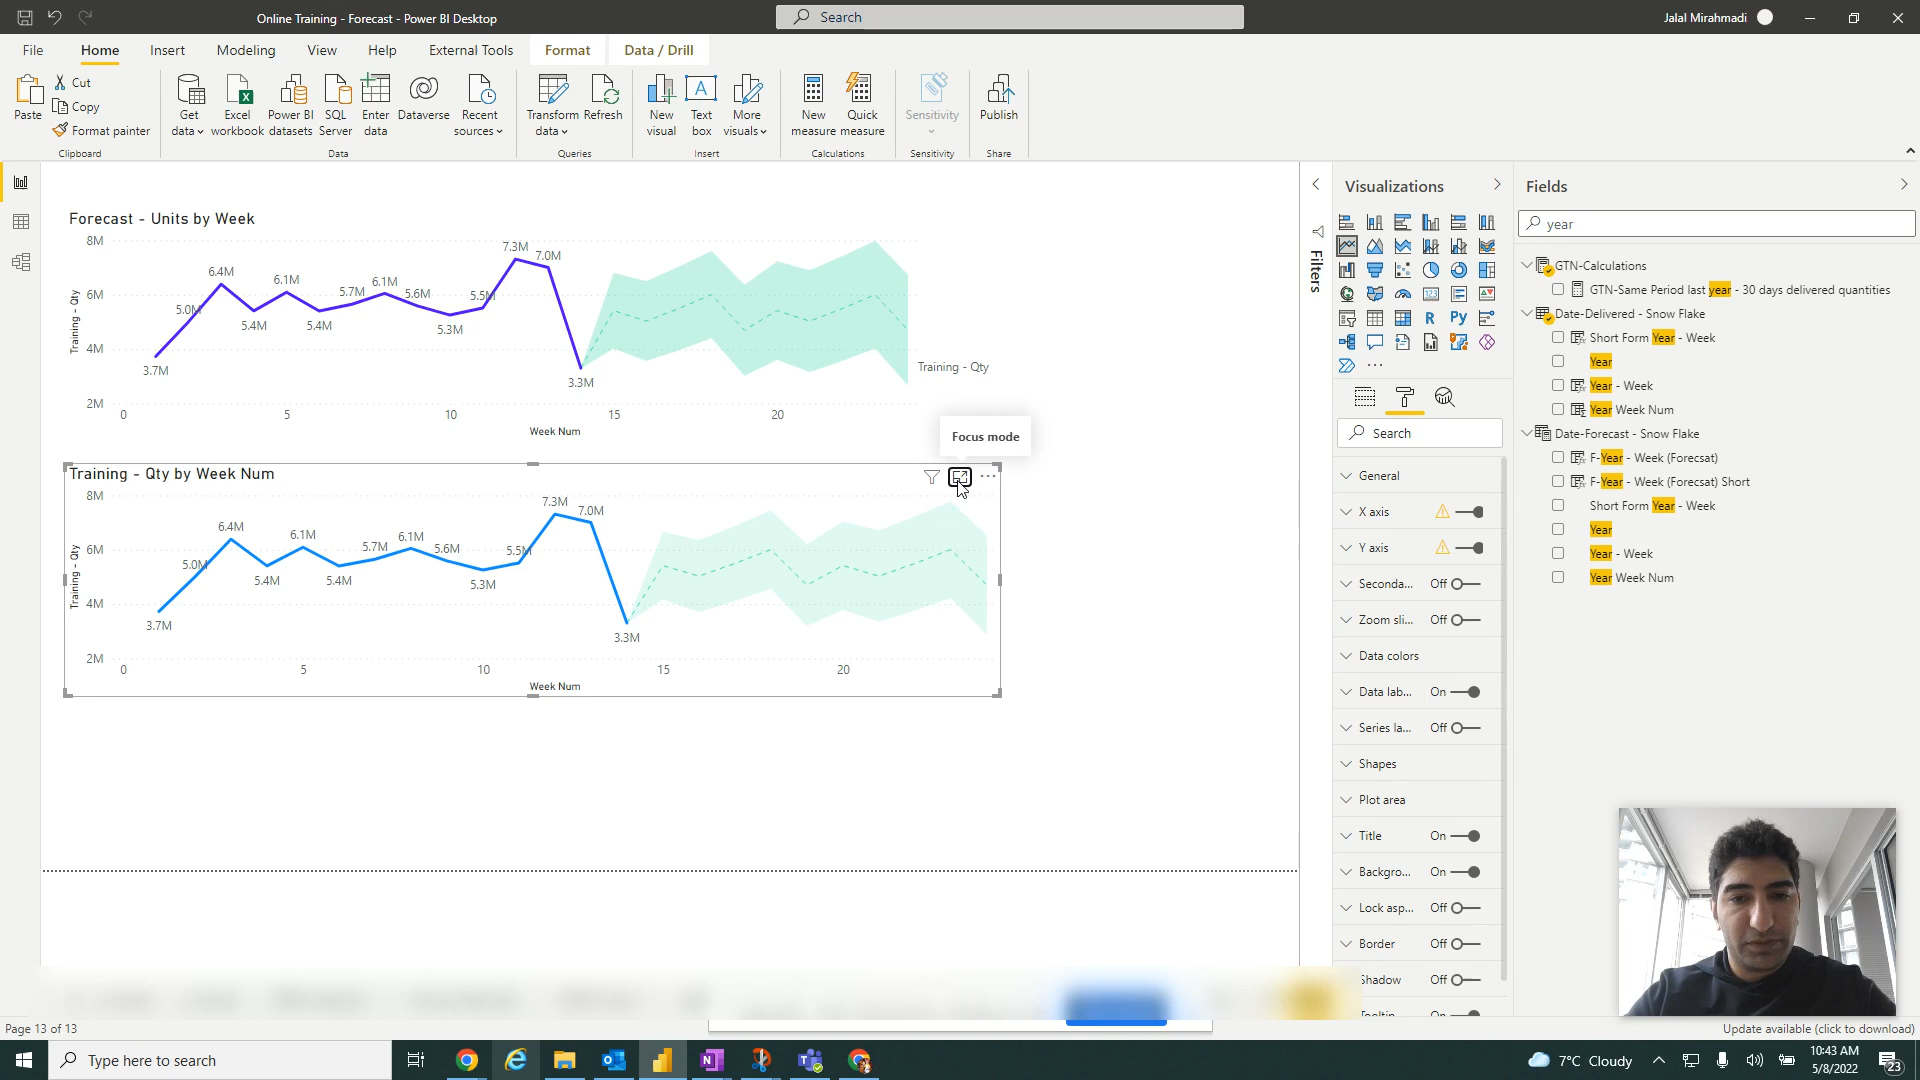 Online Training - Forecast - Power BI Desktop
Search
Jalal Mirahmadi
File Home Insert Modeling View Help External Tools Format Data / Drill
Paste
Cut
Copy
Format painter
Clipboard
Get data
Excel workbook
Power BI datasets
SQL Server
Enter data
Dataverse
Recent sources
Data
Transform data
Refresh
Queries
New visual
Text box
More visuals
Insert
New measure
Quick measure
Calculations
Sensitivity
Sensitivity
Publish
Share
Forecast - Units by Week
8M
6M
4M
2M
Training - Qty
3.7M
5.0M
6.4M
5.4M
6.1M
5.4M
5.7M
6.1M
5.6M
5.3M
5.5M
7.3M
7.0M
3.3M
Training - Qty
0 5 10 15 20
Week Num
Focus mode
Training - Qty by Week Num
8M
6M
4M
2M
Training - Qty
3.7M
5.0M
6.4M
5.4M
6.1M
5.4M
5.7M
6.1M
5.6M
5.3M
5.5M
7.3M
7.0M
3.3M
0 5 10 15 20
Week Num
Filters
Visualizations
R
Py
123
Search
General
X axis
Y axis
Seconda... Off
Zoom sli... Off
Data colors
Data lab... On
Series la... Off
Shapes
Plot area
Title On
Backgro... On
Lock asp... Off
Border Off
Shadow Off
Tooltip On
Fields
year
GTN-Calculations
GTN-Same Period last year - 30 days delivered quantities
Date-Delivered - Snow Flake
Short Form Year - Week
Year
Year - Week
Year Week Num
Date-Forecast - Snow Flake
F-Year - Week (Forecsat)
F-Year - Week (Forecsat) Short
Short Form Year - Week
Year
Year - Week
Year Week Num
Page 13 of 13
Update available (click to download)
Type here to search
7°C Cloudy
10:43 AM
5/8/2022
23